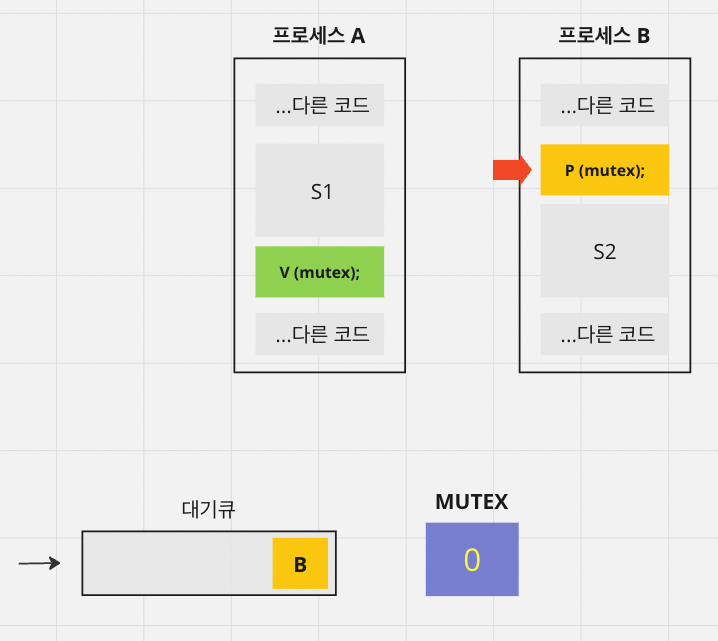 프로세스 A
프로세스 B
...다른 코드
S1
V (mutex);
...다른 코드
...다른 코드
P (mutex);
S2
...다른 코드
대기큐
B
MUTEX
0